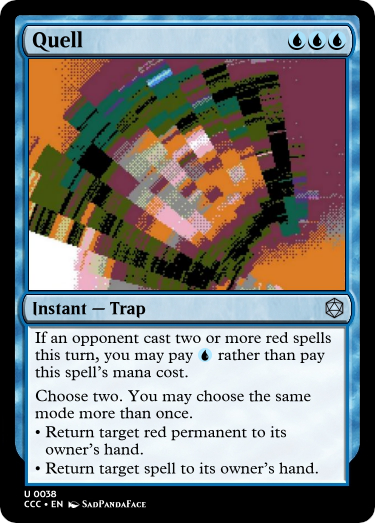 Quell
Instant — Trap
If an opponent cast two or more red spells
this turn, you may pay rather than pay
this spell's mana cost.
Choose two. You may choose the same
mode more than once.
• Return target red permanent to its
owner's hand.
• Return target spell to its owner's hand.
U 0038
CCC • EN SadPandaFace